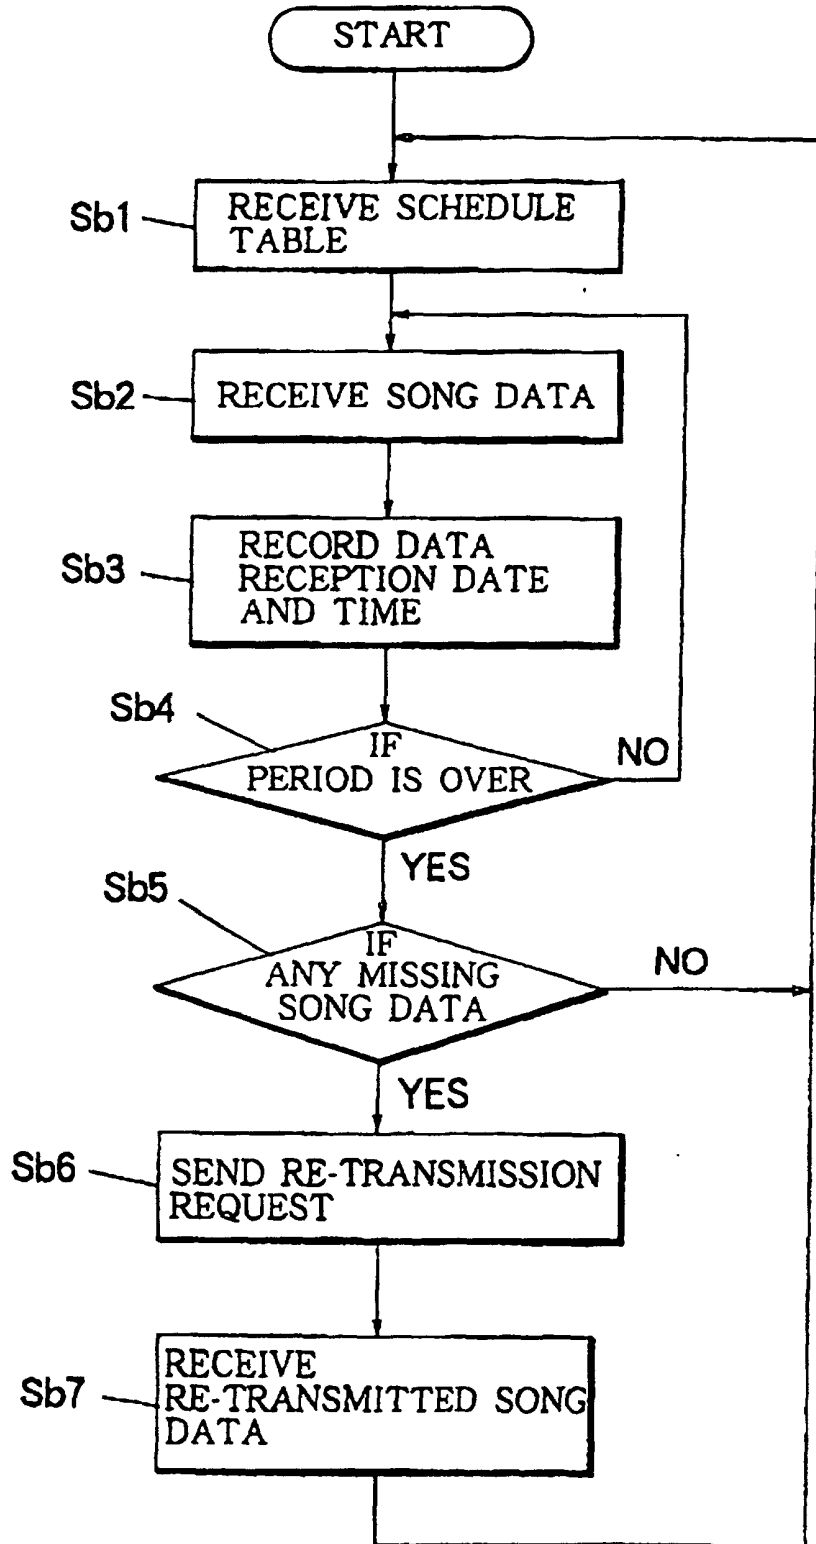 START
Sb1
RECEIVE SCHEDULE
TABLE
Sb2
RECEIVE SONG DATA
Sb3
RECORD DATA
RECEPTION DATE
AND TIME
Sb4
IF
PERIOD IS OVER
NO
YES
Sb5
IF
ANY MISSING
SONG DATA
NO
YES
Sb6
SEND RE-TRANSMISSION
REQUEST
Sb7
RECEIVE
RE-TRANSMITTED SONG
DATA